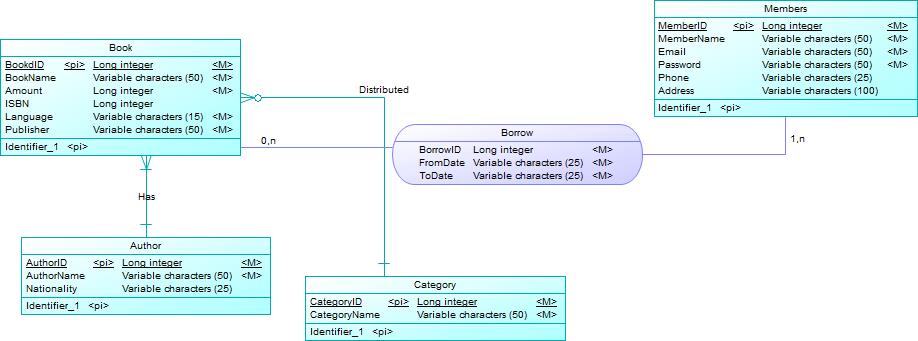 Members
MemberID <pi> Long integer <M>
MemberName Variable characters (50) <M>
Email Variable characters (50) <M>
Password Variable characters (50) <M>
Phone Variable characters (25)
Address Variable characters (100)
Identifier_1 <pi>
Book
BookdID <pi> Long integer <M>
BookName Variable characters (50) <M>
Amount Long integer <M>
ISBN Long integer
Language Variable characters (15) <M>
Publisher Variable characters (50) <M>
Identifier_1 <pi>
Distributed
0,n
Borrow
BorrowID Long integer <M>
FromDate Variable characters (25) <M>
ToDate Variable characters (25) <M>
1,n
Has
Author
AuthorID <pi> Long integer <M>
AuthorName Variable characters (50) <M>
Nationality Variable characters (25)
Identifier_1 <pi>
Category
CategoryID <pi> Long integer <M>
CategoryName Variable characters (50) <M>
Identifier_1 <pi>